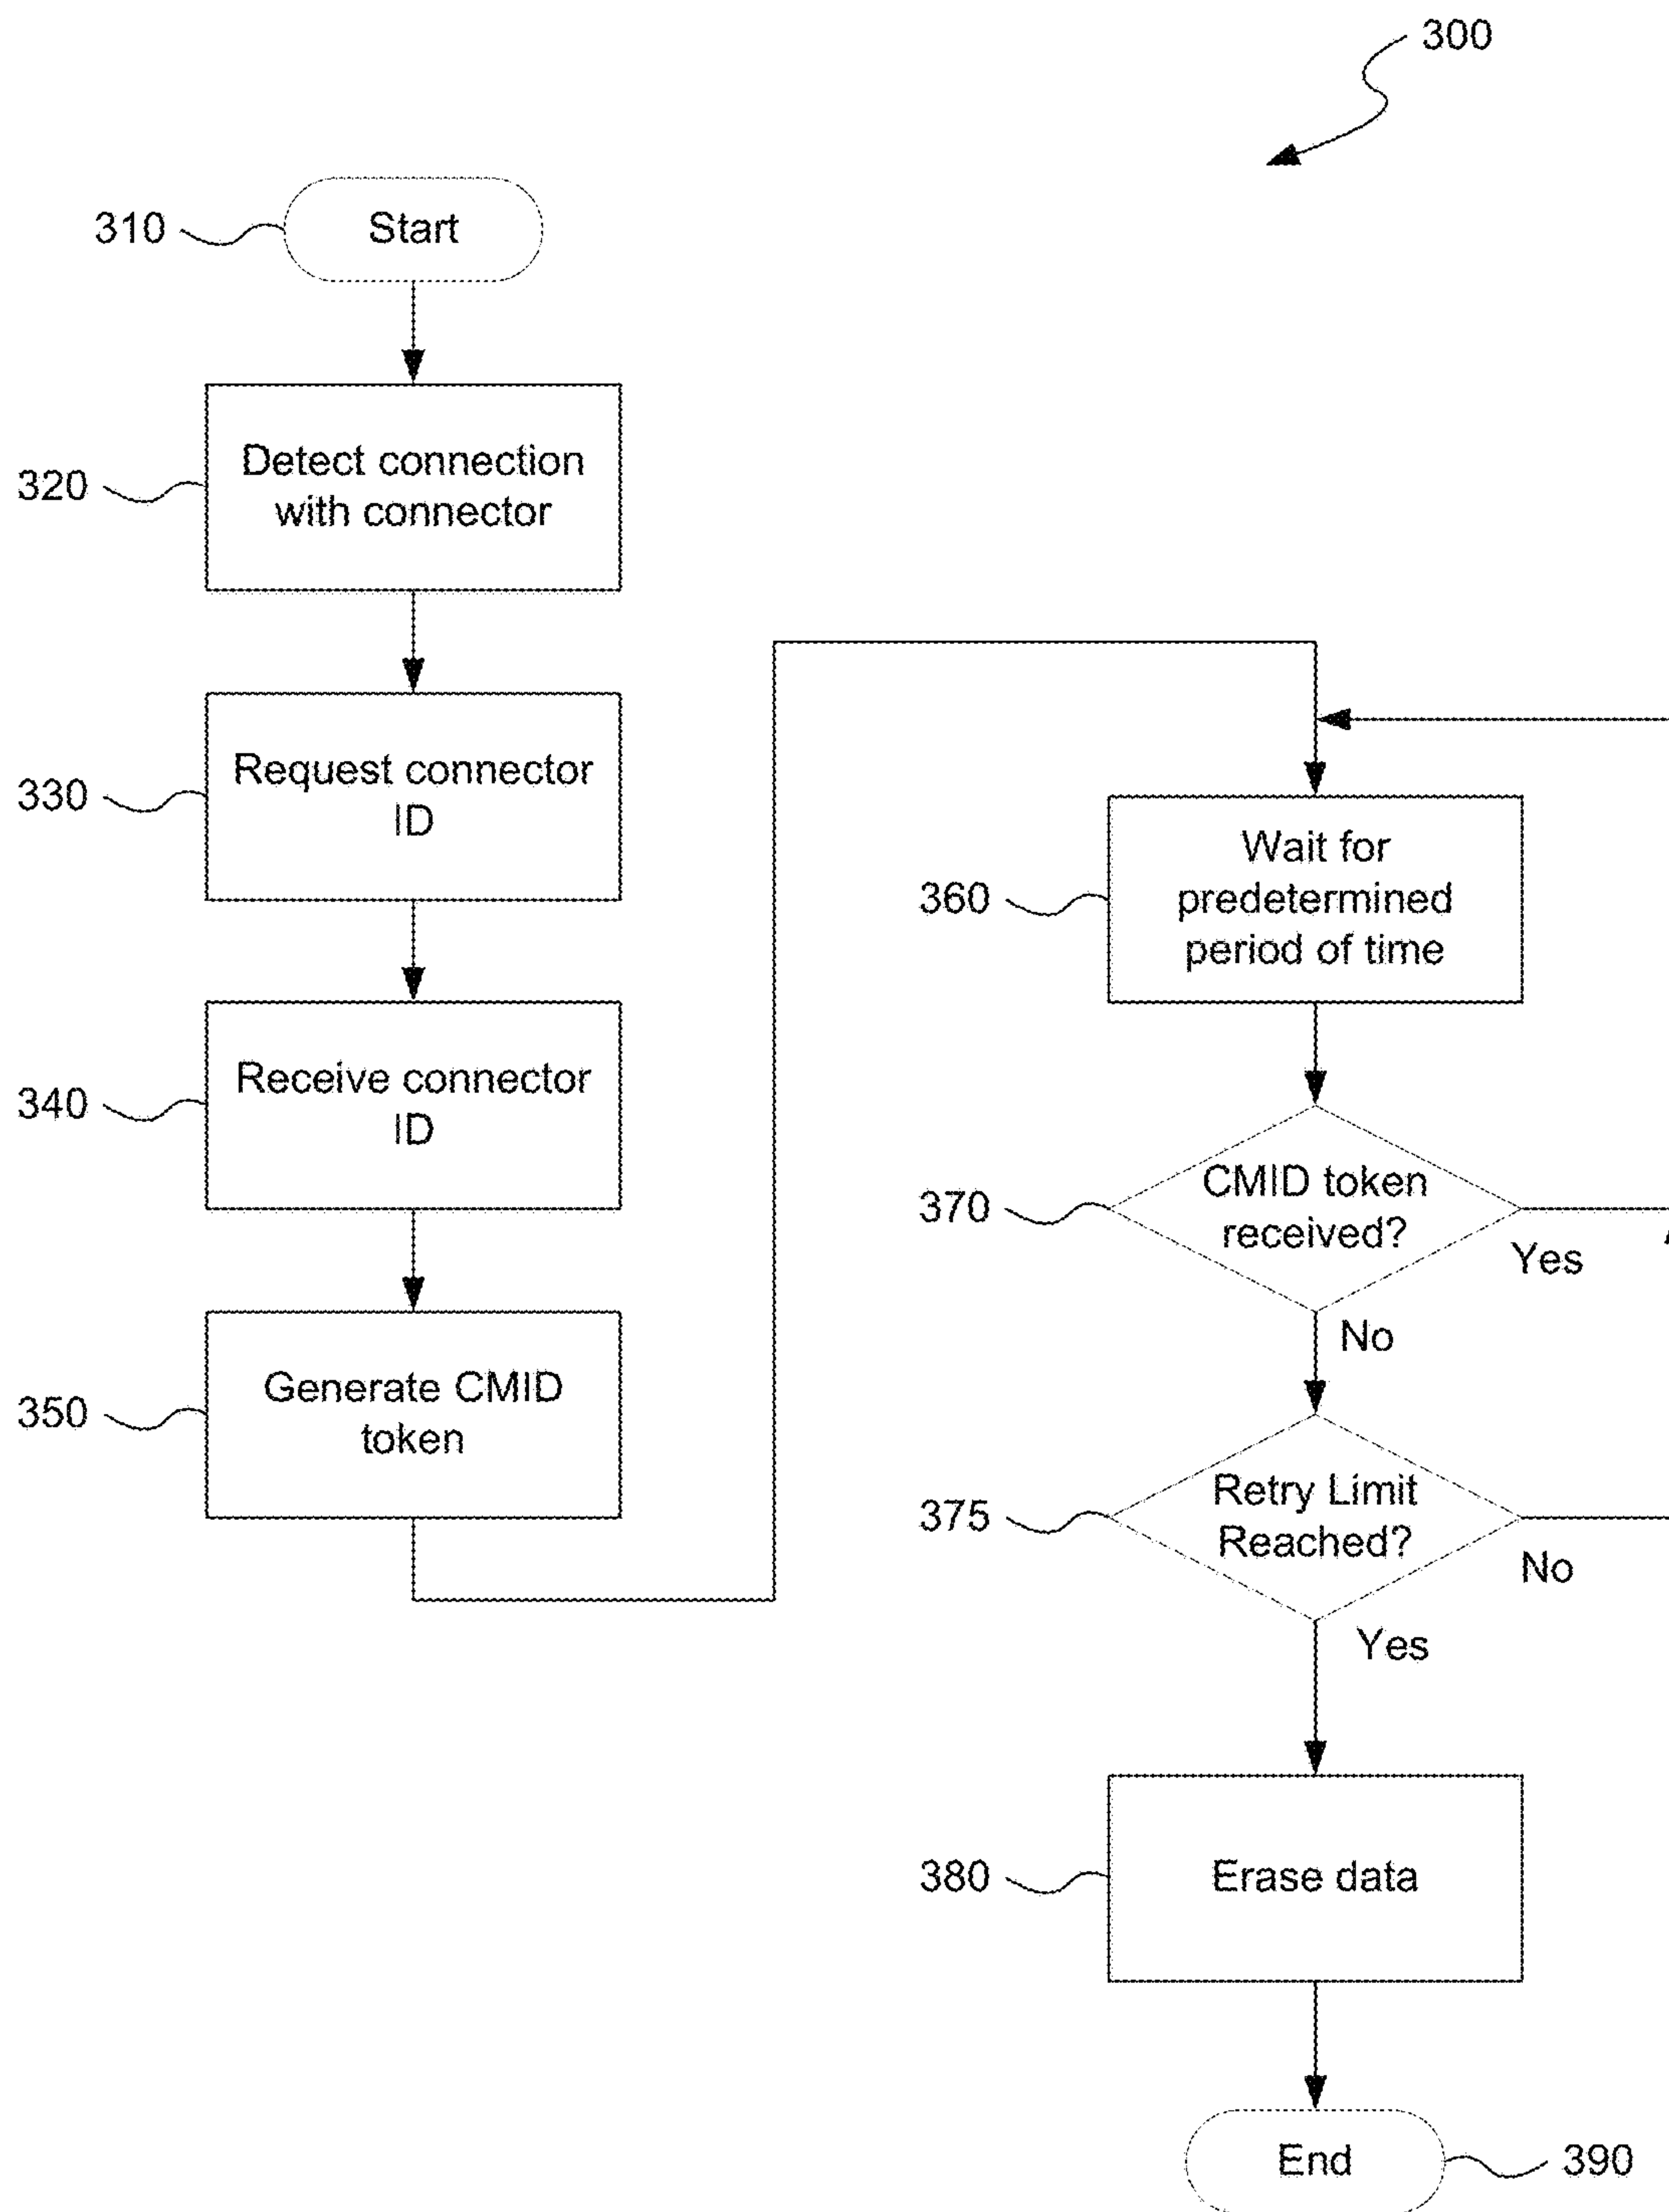 300
310
Start
320
Detect connection
with connector
330
Request connector
ID
340
Receive connector
ID
350
Generate CMID
token
360
Wait for
predetermined
period of time
370
CMID token
received?
Yes
No
375
Retry Limit
Reached?
No
Yes
380
Erase data
End
390